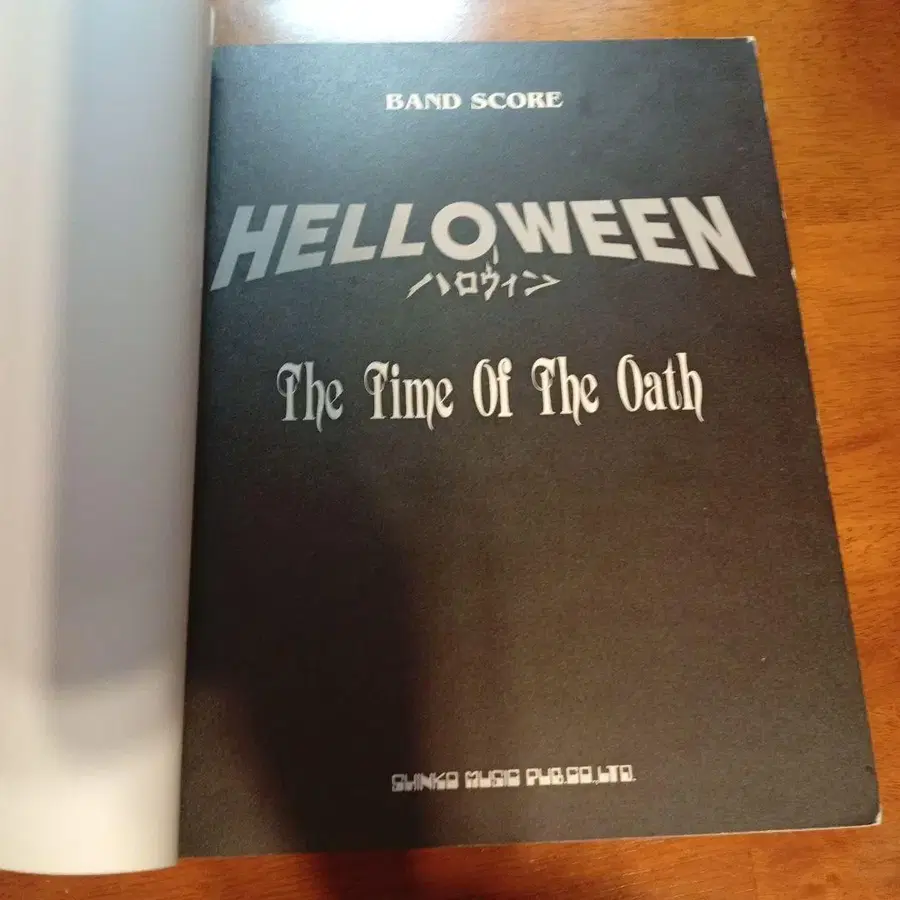 BAND SCORE
HELLOWEEN
ハロウィン
The Time Of The Oath
SHINKO MUSIC PUB.CO.,LTD.